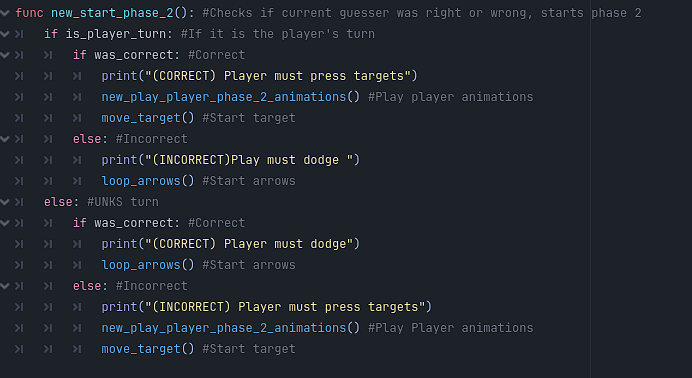 func new_start_phase_2(): #Checks if current guesser was right or wrong, starts phase 2
if is_player_turn: #If it is the player's turn
if was_correct: #Correct
print("(CORRECT) Player must press targets")
new_play_player_phase_2_animations() #Play player animations
move_target() #Start target
else: #Incorrect
print("(INCORRECT)Play must dodge ")
loop_arrows() #Start arrows
else: #UNKS turn
if was_correct: #Correct
print("(CORRECT) Player must dodge")
loop_arrows() #Start arrows
else: #Incorrect
print("(INCORRECT) Player must press targets")
new_play_player_phase_2_animations() #Play Player animations
move_target() #Start target